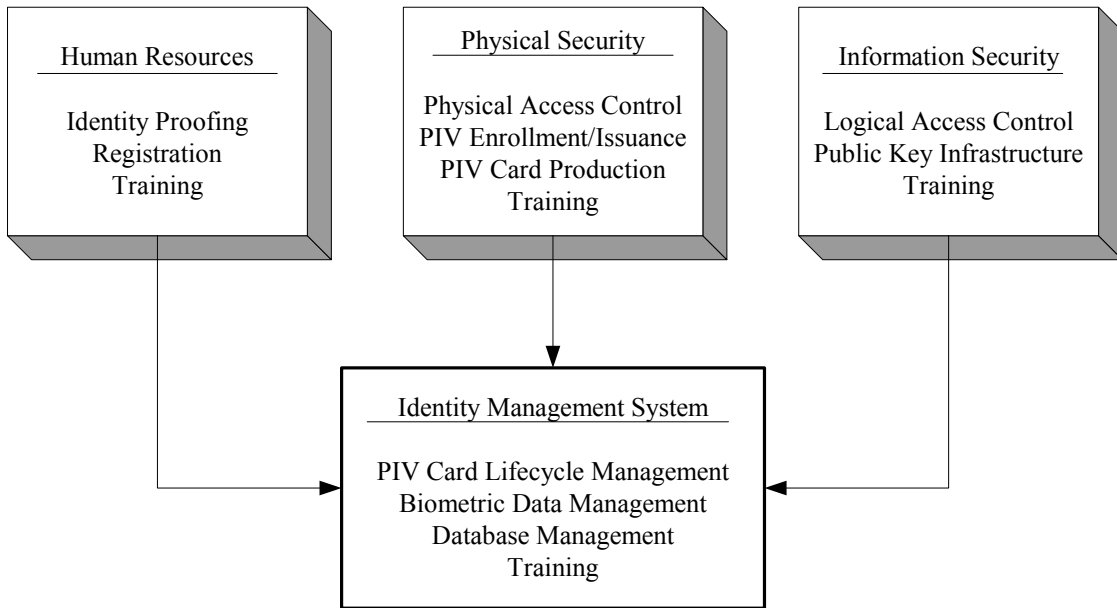 Human Resources
Identity Proofing
Registration
Training
Physical Security
Physical Access Control
PIV Enrollment/Issuance
PIV Card Production
Training
Information Security
Logical Access Control
Public Key Infrastructure
Training
Identity Management System
PIV Card Lifecycle Management
Biometric Data Management
Database Management
Training